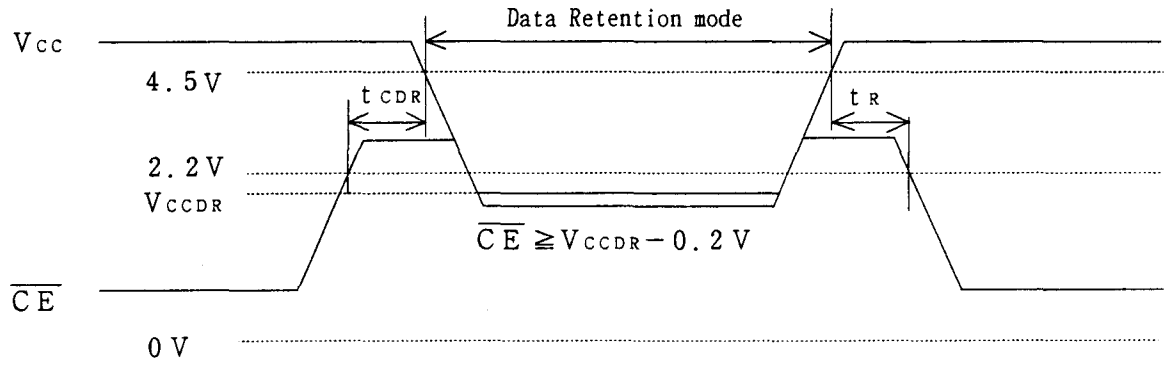 Data Retention mode
Vcc
4.5V
tCDR
tR
2.2V
VCCDR
CE≧VCCDR−0.2V
CE
0V